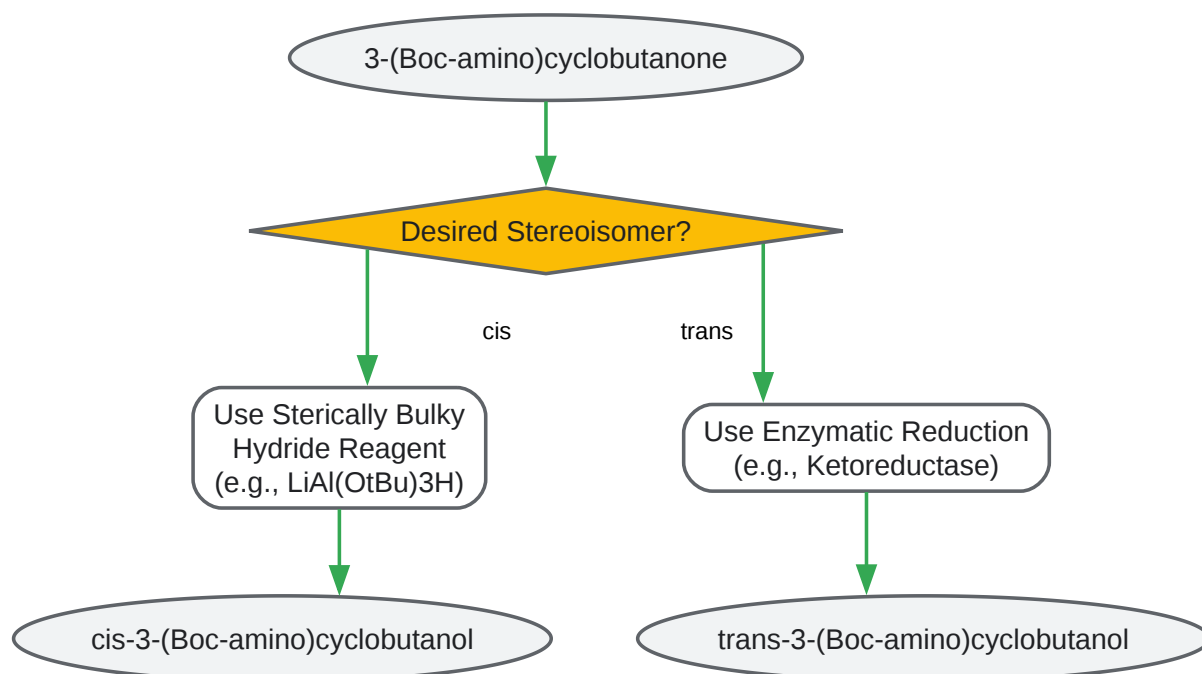 3-(Boc-amino)cyclobutanone
Desired Stereoisomer?
cis
trans
Use Sterically Bulky
Hydride Reagent
(e.g., LiAl(OtBu)3H)
Use Enzymatic Reduction
(e.g., Ketoreductase)
cis-3-(Boc-amino)cyclobutanol
trans-3-(Boc-amino)cyclobutanol